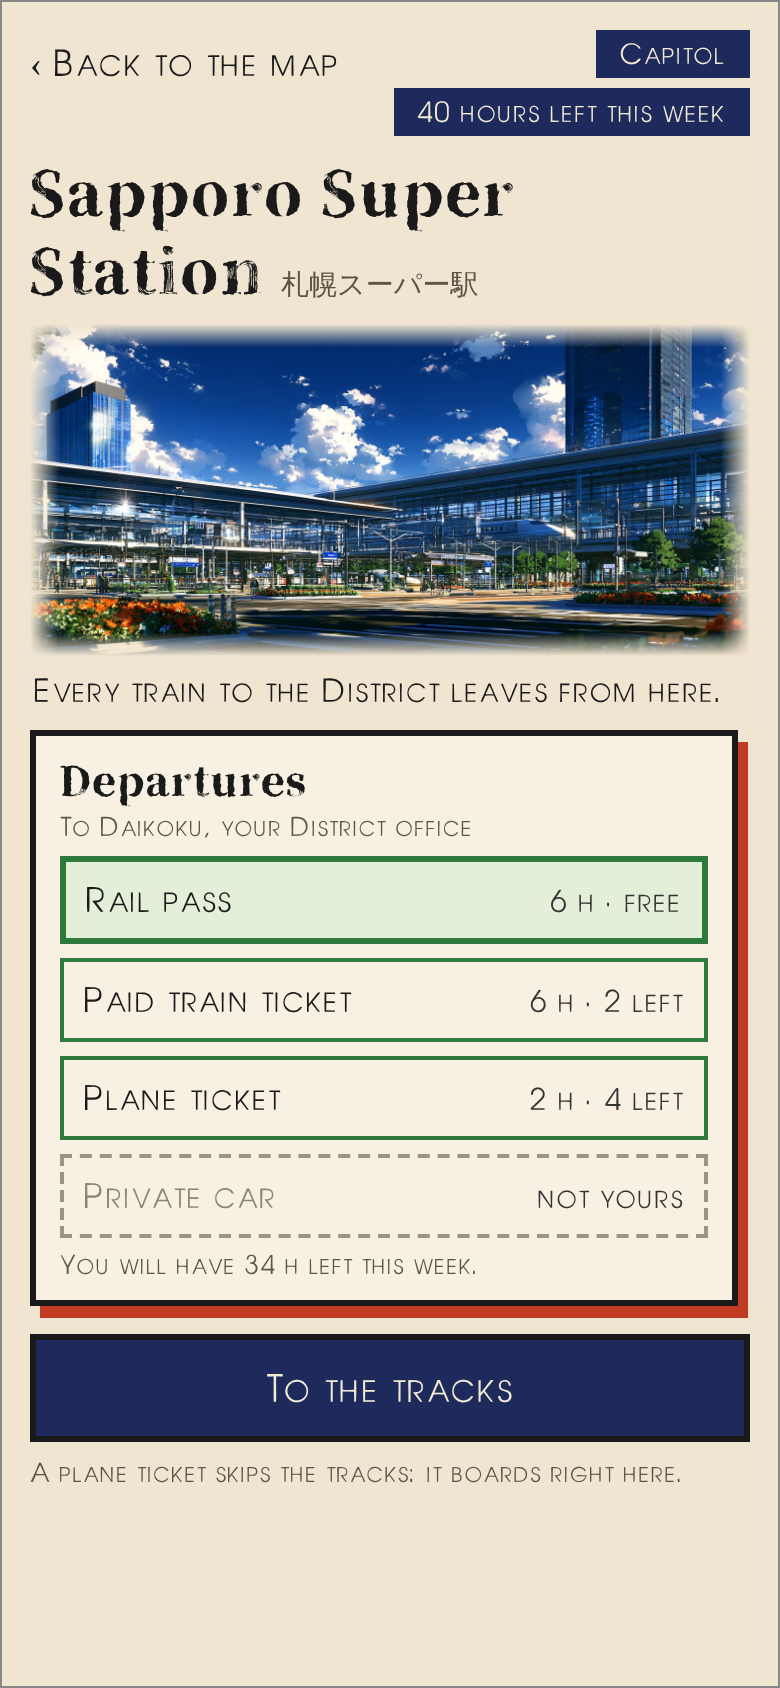 ‹ Back to the map
Capitol
40 hours left this week
Sapporo Super
Station 札幌スーパー駅
Every train to the District leaves from here.
Departures
To Daikoku, your District office
Rail pass 6 h · free
Paid train ticket 6 h · 2 left
Plane ticket 2 h · 4 left
Private car not yours
You will have 34 h left this week.
To the tracks
A plane ticket skips the tracks: it boards right here.